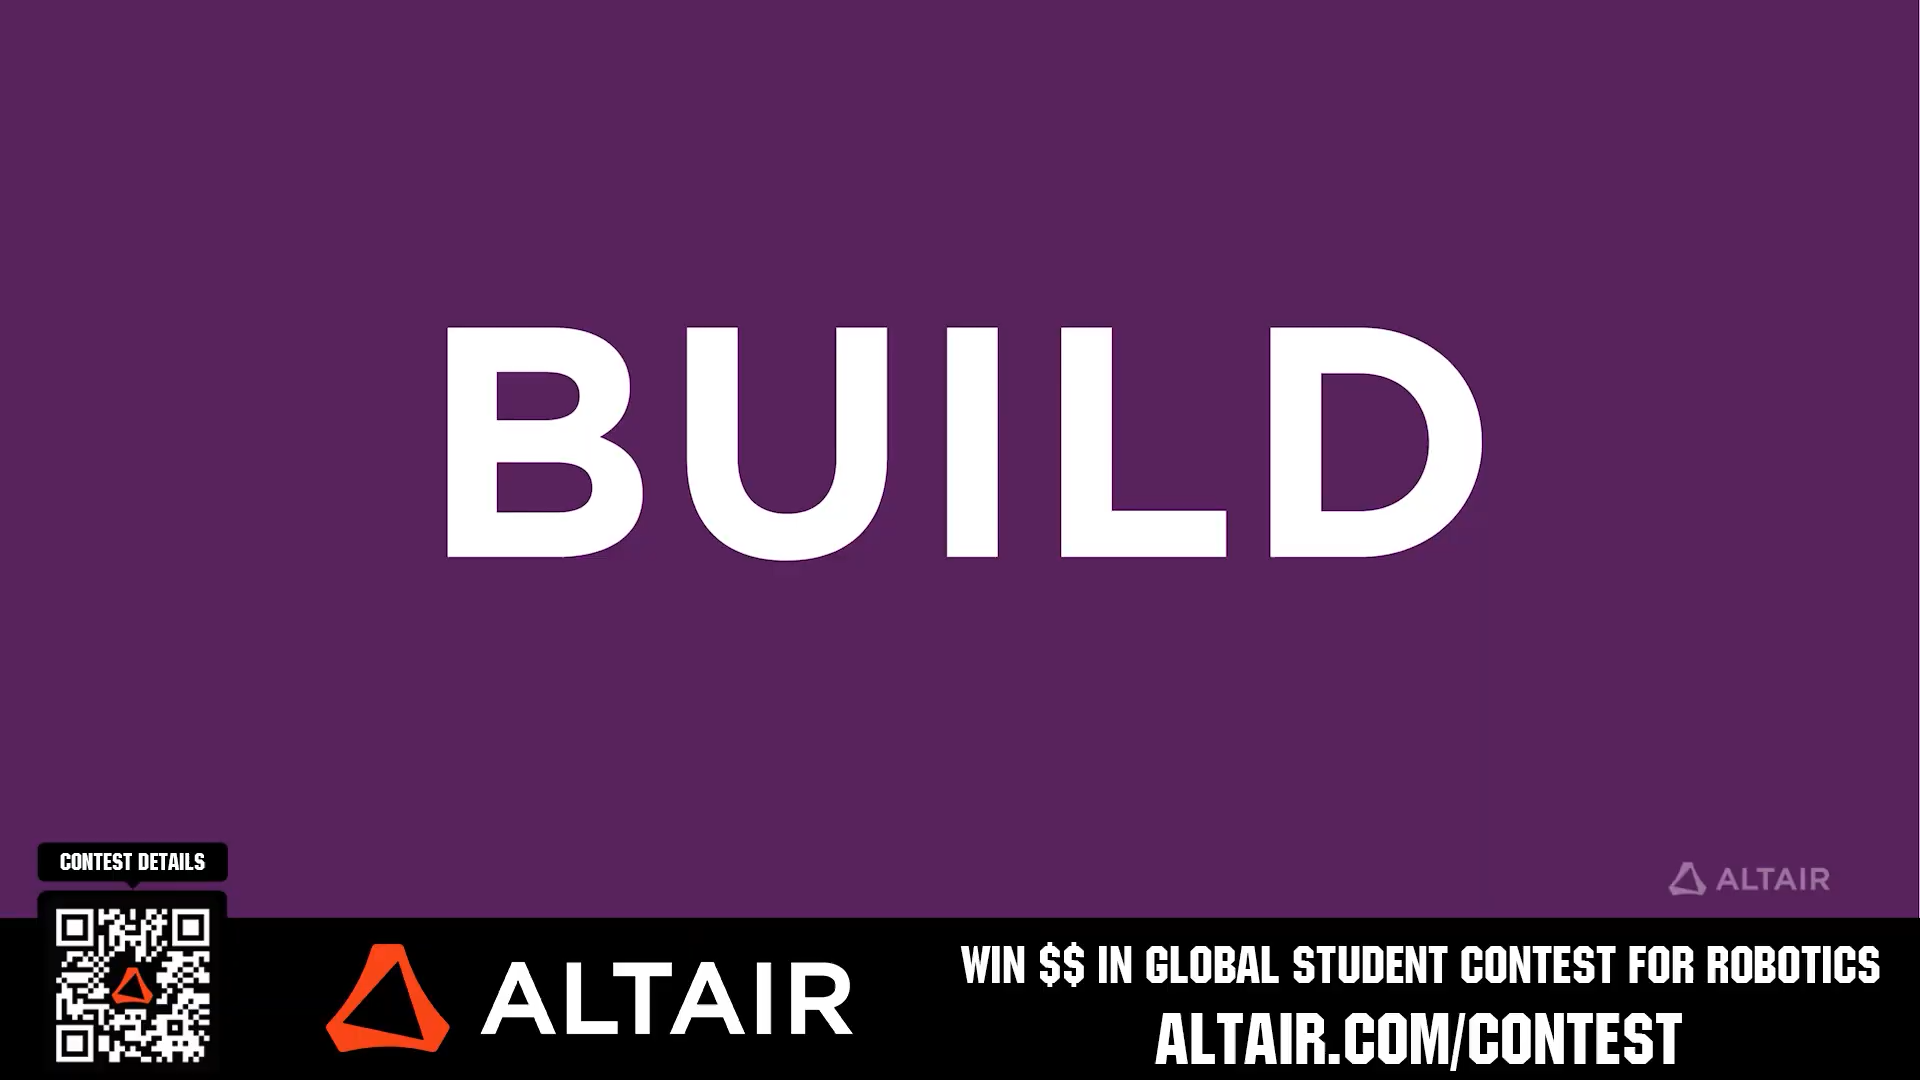 BUILD
CONTEST DETAILS
ALTAIR
ALTAIR
WIN $$ IN GLOBAL STUDENT CONTEST FOR ROBOTICS
ALTAIR.COM/CONTEST